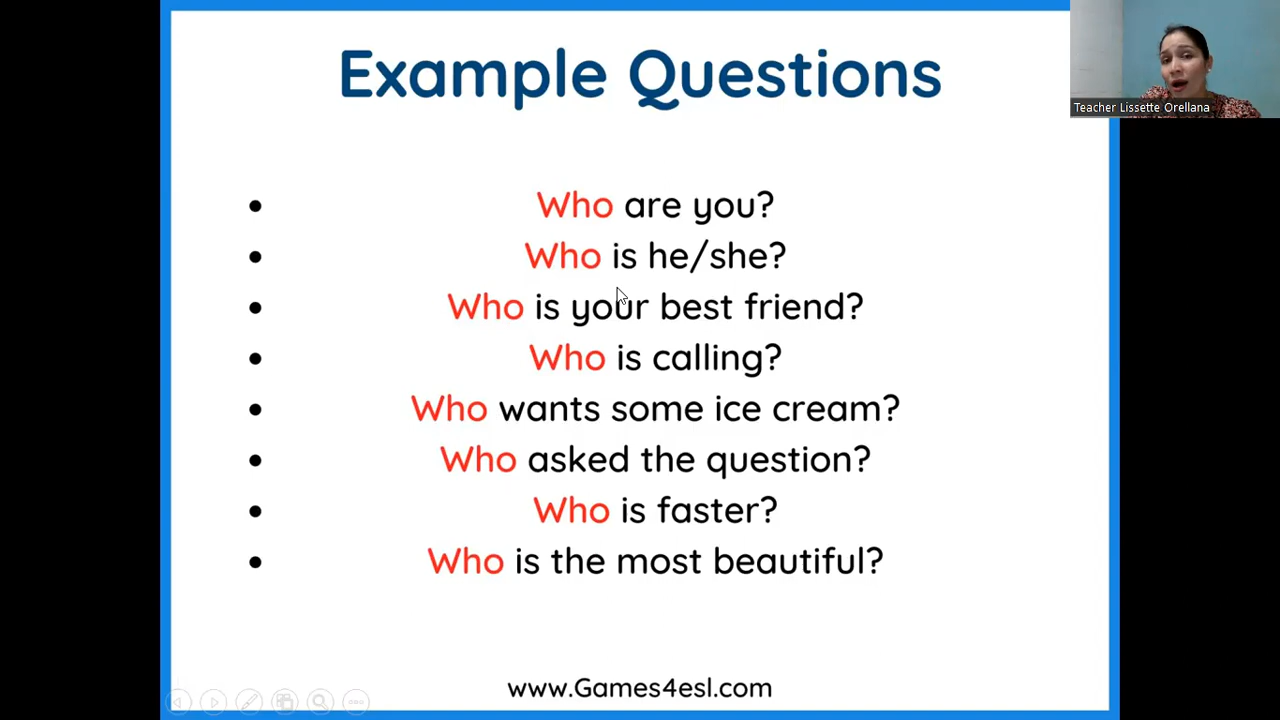 Example Questions
Teacher Lissette Orellana
• Who are you?
• Who is he/she?
• Who is your best friend?
• Who is calling?
• Who wants some ice cream?
• Who asked the question?
• Who is faster?
• Who is the most beautiful?
www.Games4esl.com